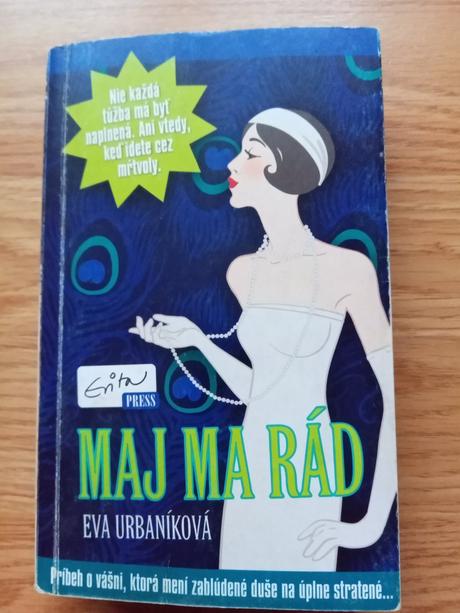 Nie každá
túžba má byť
naplnená. Ani vtedy,
keď idete cez
mŕtvoly.
Evitov
PRESS
MAJ MA RÁD
EVA URBANÍKOVÁ
Príbeh o vášni, ktorá mení zablúdené duše na úplne stratené...